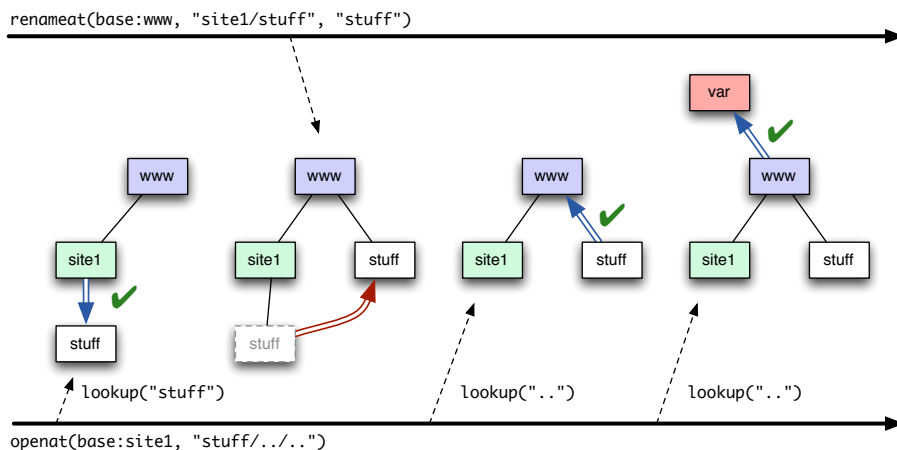 renameat(base:www, "site1/stuff", "stuff")
var
www
www
www
www
site1
stuff
site1
stuff
site1
stuff
site1
stuff
stuff
stuff
lookup("stuff")
lookup("..")
lookup("..")
openat(base:site1, "stuff/../..")